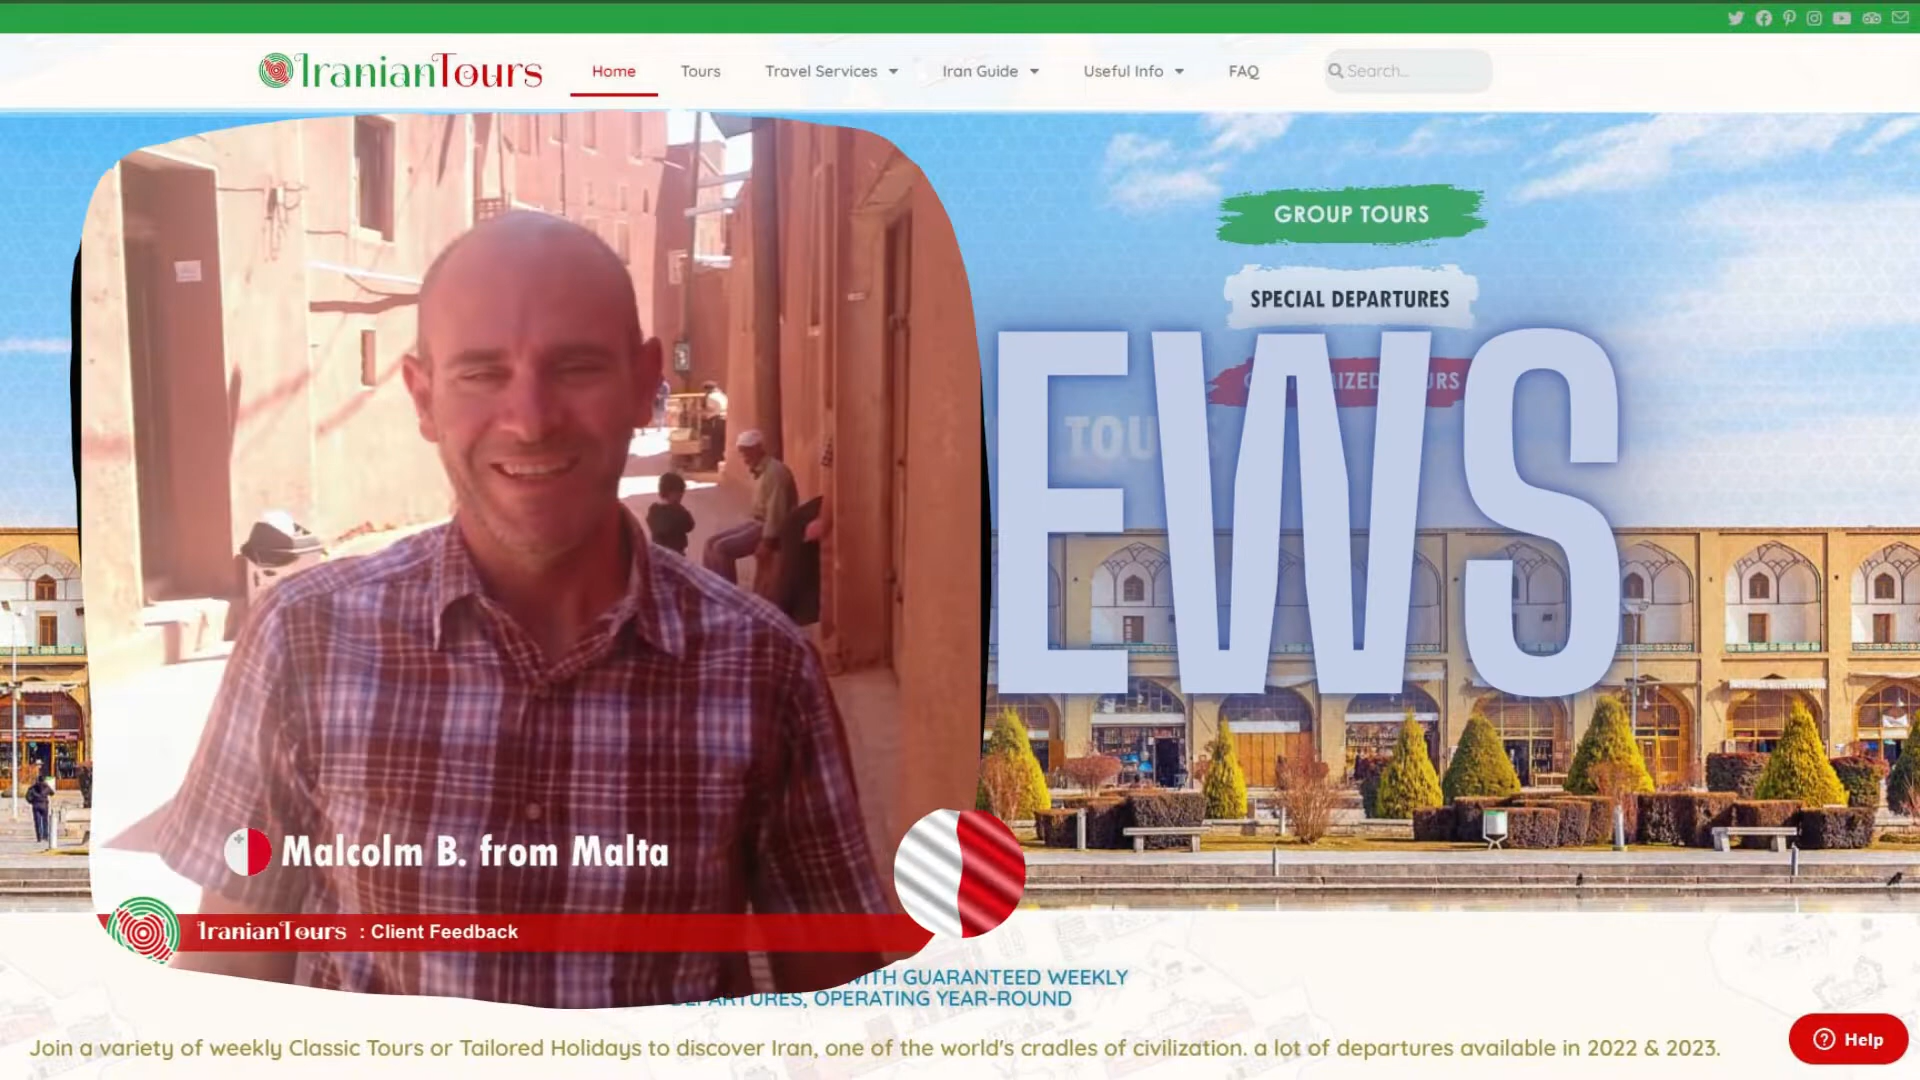 IranianTours
Home
Tours
Travel Services
Iran Guide
Useful Info
FAQ
Search...
GROUP TOURS
SPECIAL DEPARTURES
EWS
Malcolm B. from Malta
IranianTours : Client Feedback
WITH GUARANTEED WEEKLY
DEPARTURES, OPERATING YEAR-ROUND
Join a variety of weekly Classic Tours or Tailored Holidays to discover Iran, one of the world's cradles of civilization. a lot of departures available in 2022 & 2023.
Help